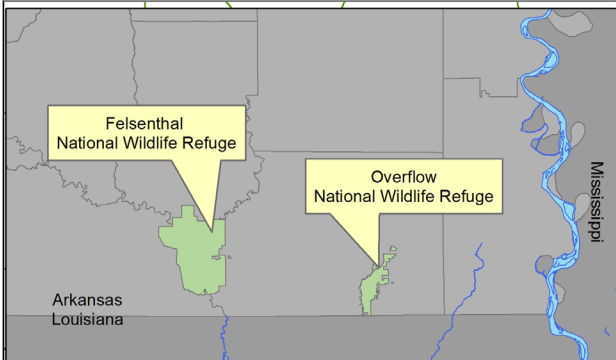 Felsenthal
National Wildlife Refuge
Overflow
National Wildlife Refuge
Mississippi
Arkansas
Louisiana